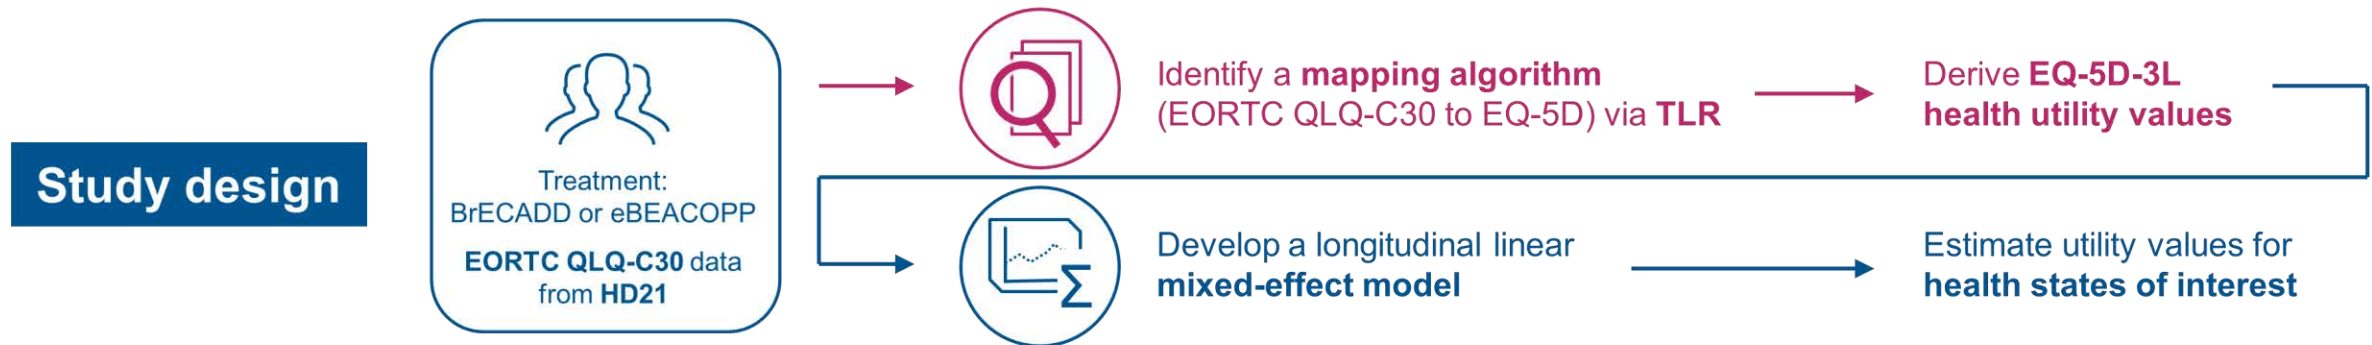 Study design
Treatment:
BrECADD or eBEACOPP
EORTC QLQ-C30 data
from HD21
Identify a mapping algorithm
(EORTC QLQ-C30 to EQ-5D) via TLR
Derive EQ-5D-3L
health utility values
Σ
Develop a longitudinal linear
mixed-effect model
Estimate utility values for
health states of interest